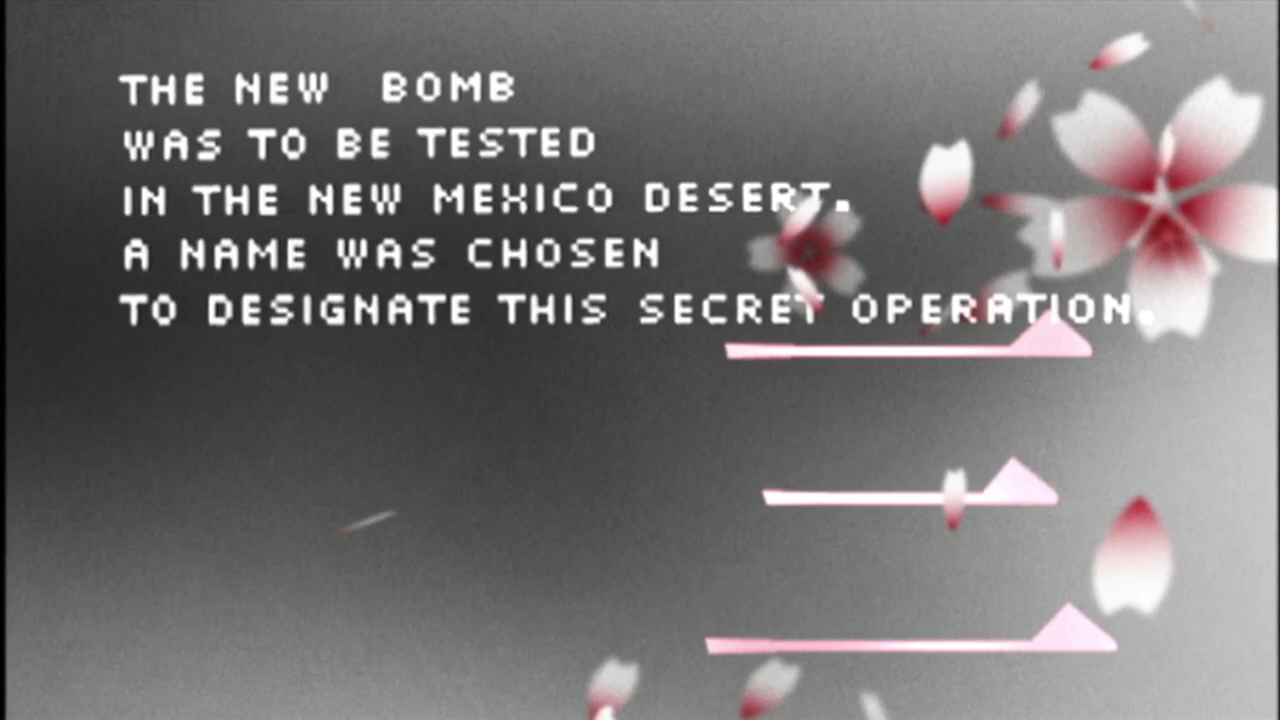 THE NEW BOMB
WAS TO BE TESTED
IN THE NEW MEXICO DESERT.
A NAME WAS CHOSEN
TO DESIGNATE THIS SECRET OPERATION.